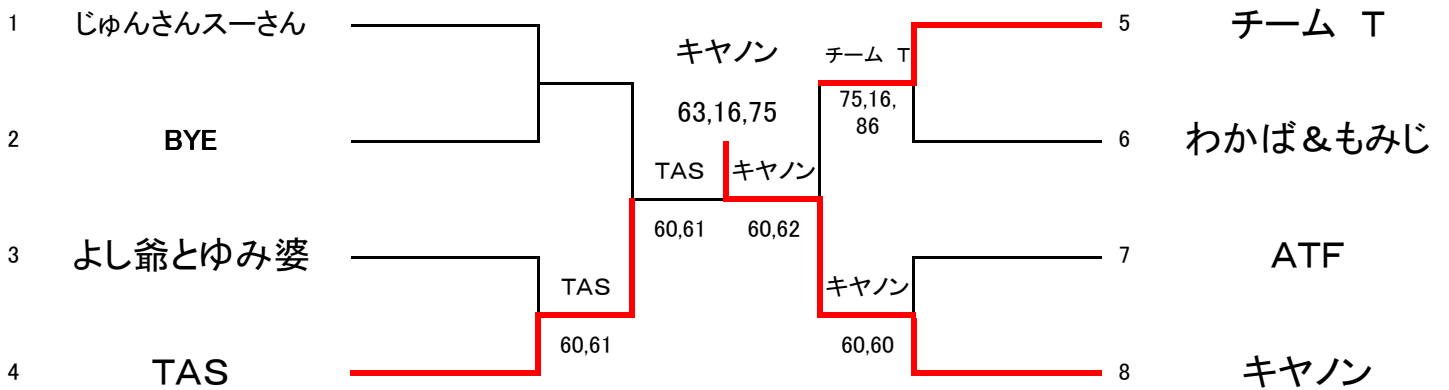 1 じゅんさんスーさん
5 チーム T
キヤノン
チーム T
63,16,75
75,16,
86
2 BYE
6 わかば&もみじ
TAS
キヤノン
60,61
60,62
3 よし爺とゆみ婆
7 ATF
TAS
キヤノン
60,61
60,60
4 TAS
8 キヤノン